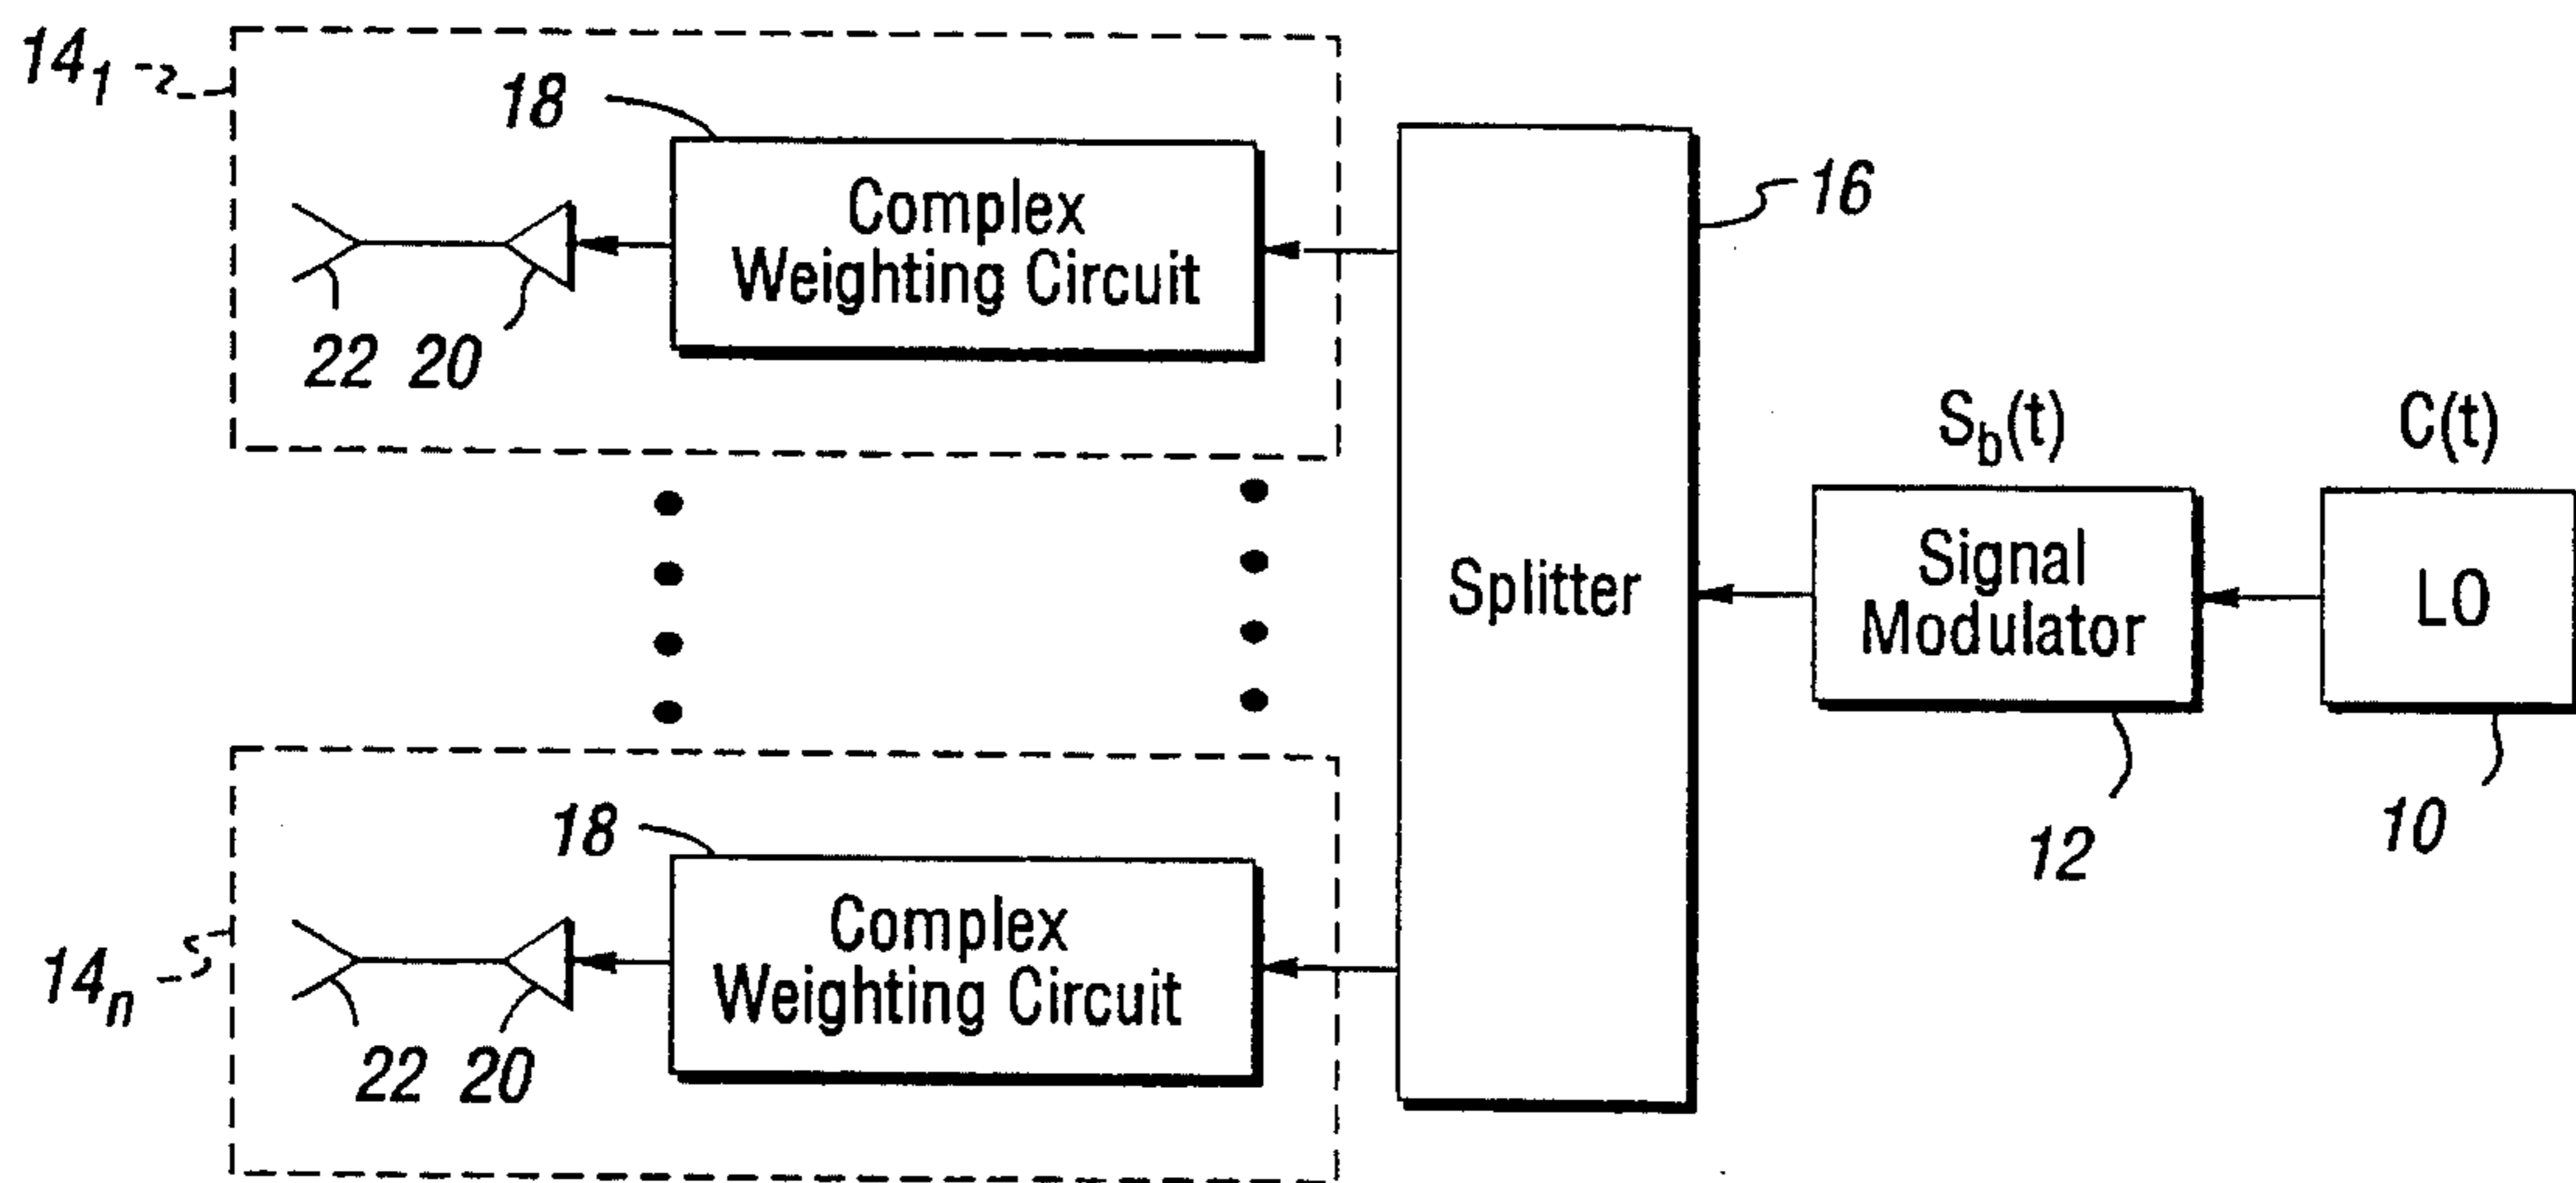 14₁
18
Complex
Weighting Circuit
22 20
16
Splitter
S_b(t)
Signal
Modulator
12
C(t)
LO
10
14ₙ
18
Complex
Weighting Circuit
22 20